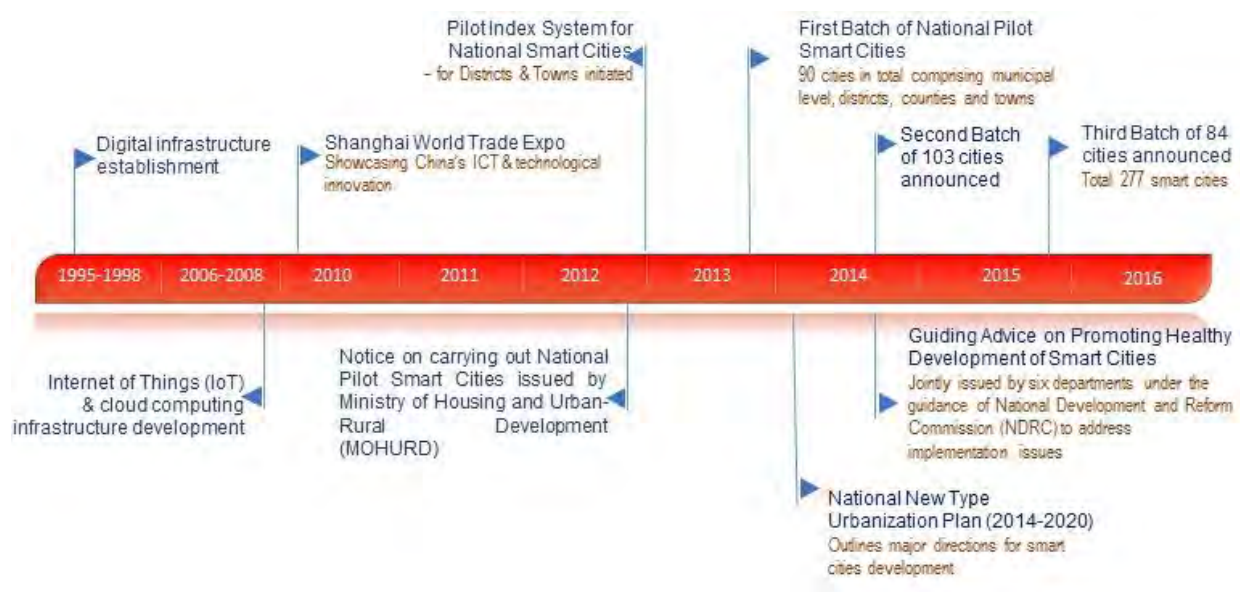 Pilot Index System for
National Smart Cities
– for Districts & Towns initiated
First Batch of National Pilot
Smart Cities
90 cities in total comprising municipal
level, districts, counties and towns
Digital infrastructure
establishment
Shanghai World Trade Expo
Showcasing China's ICT & technological
innovation
Second Batch
of 103 cities
announced
Third Batch of 84
cities announced
Total 277 smart cities
1995-1998
2006-2008
2010
2011
2012
2013
2014
2015
2016
Internet of Things (IoT)
& cloud computing
infrastructure development
Notice on carrying out National
Pilot Smart Cities issued by
Ministry of Housing and Urban-
Rural Development
(MOHURD)
Guiding Advice on Promoting Healthy
Development of Smart Cities
Jointly issued by six departments under the
guidance of National Development and Reform
Commission (NDRC) to address
implementation issues
National New Type
Urbanization Plan (2014-2020)
Outlines major directions for smart
cities development